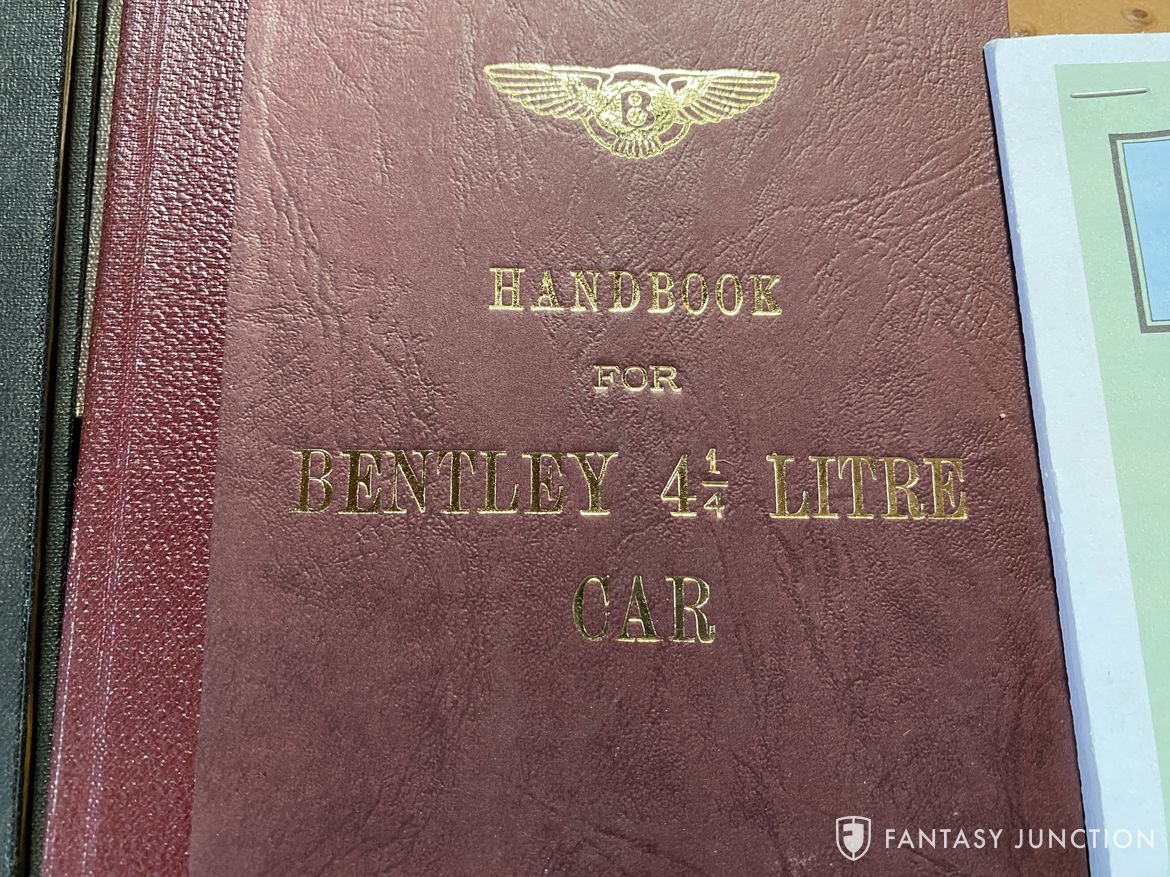 B
HANDBOOK
FOR
BENTLEY 4¼ LITRE
CAR
FANTASY JUNCTION